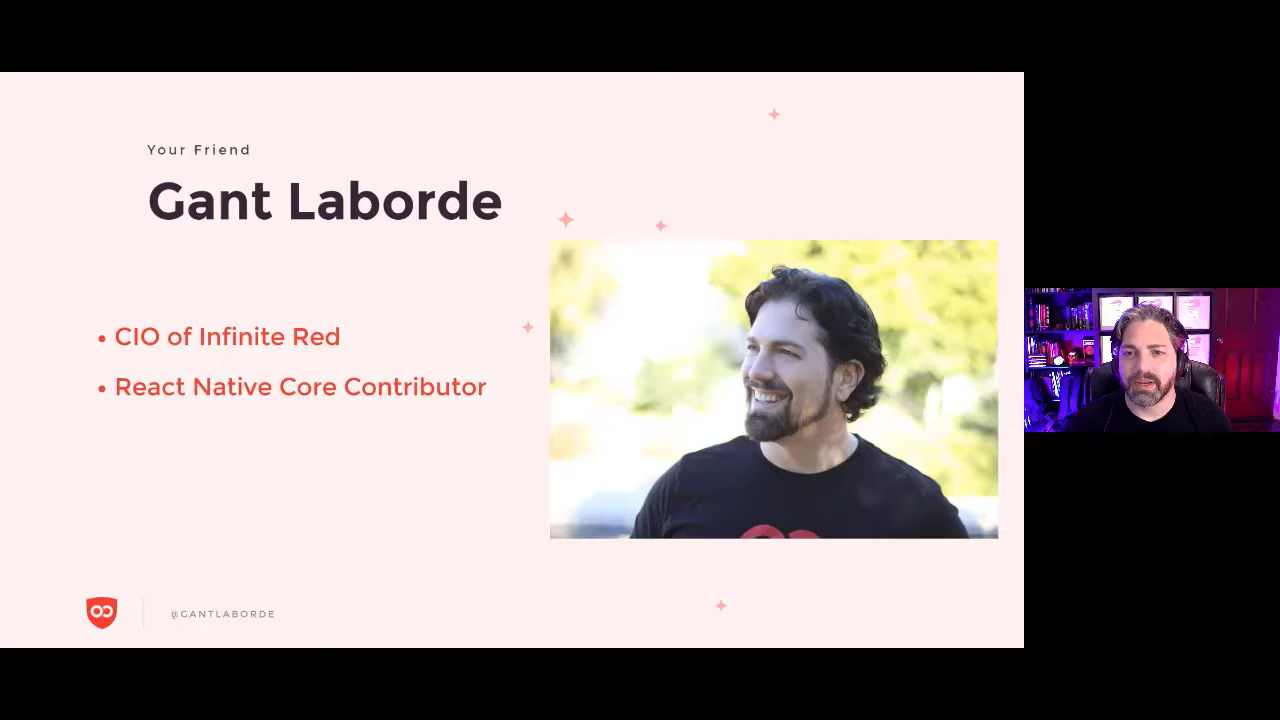 Your Friend
Gant Laborde
• CIO of Infinite Red
• React Native Core Contributor
@GANTLABORDE